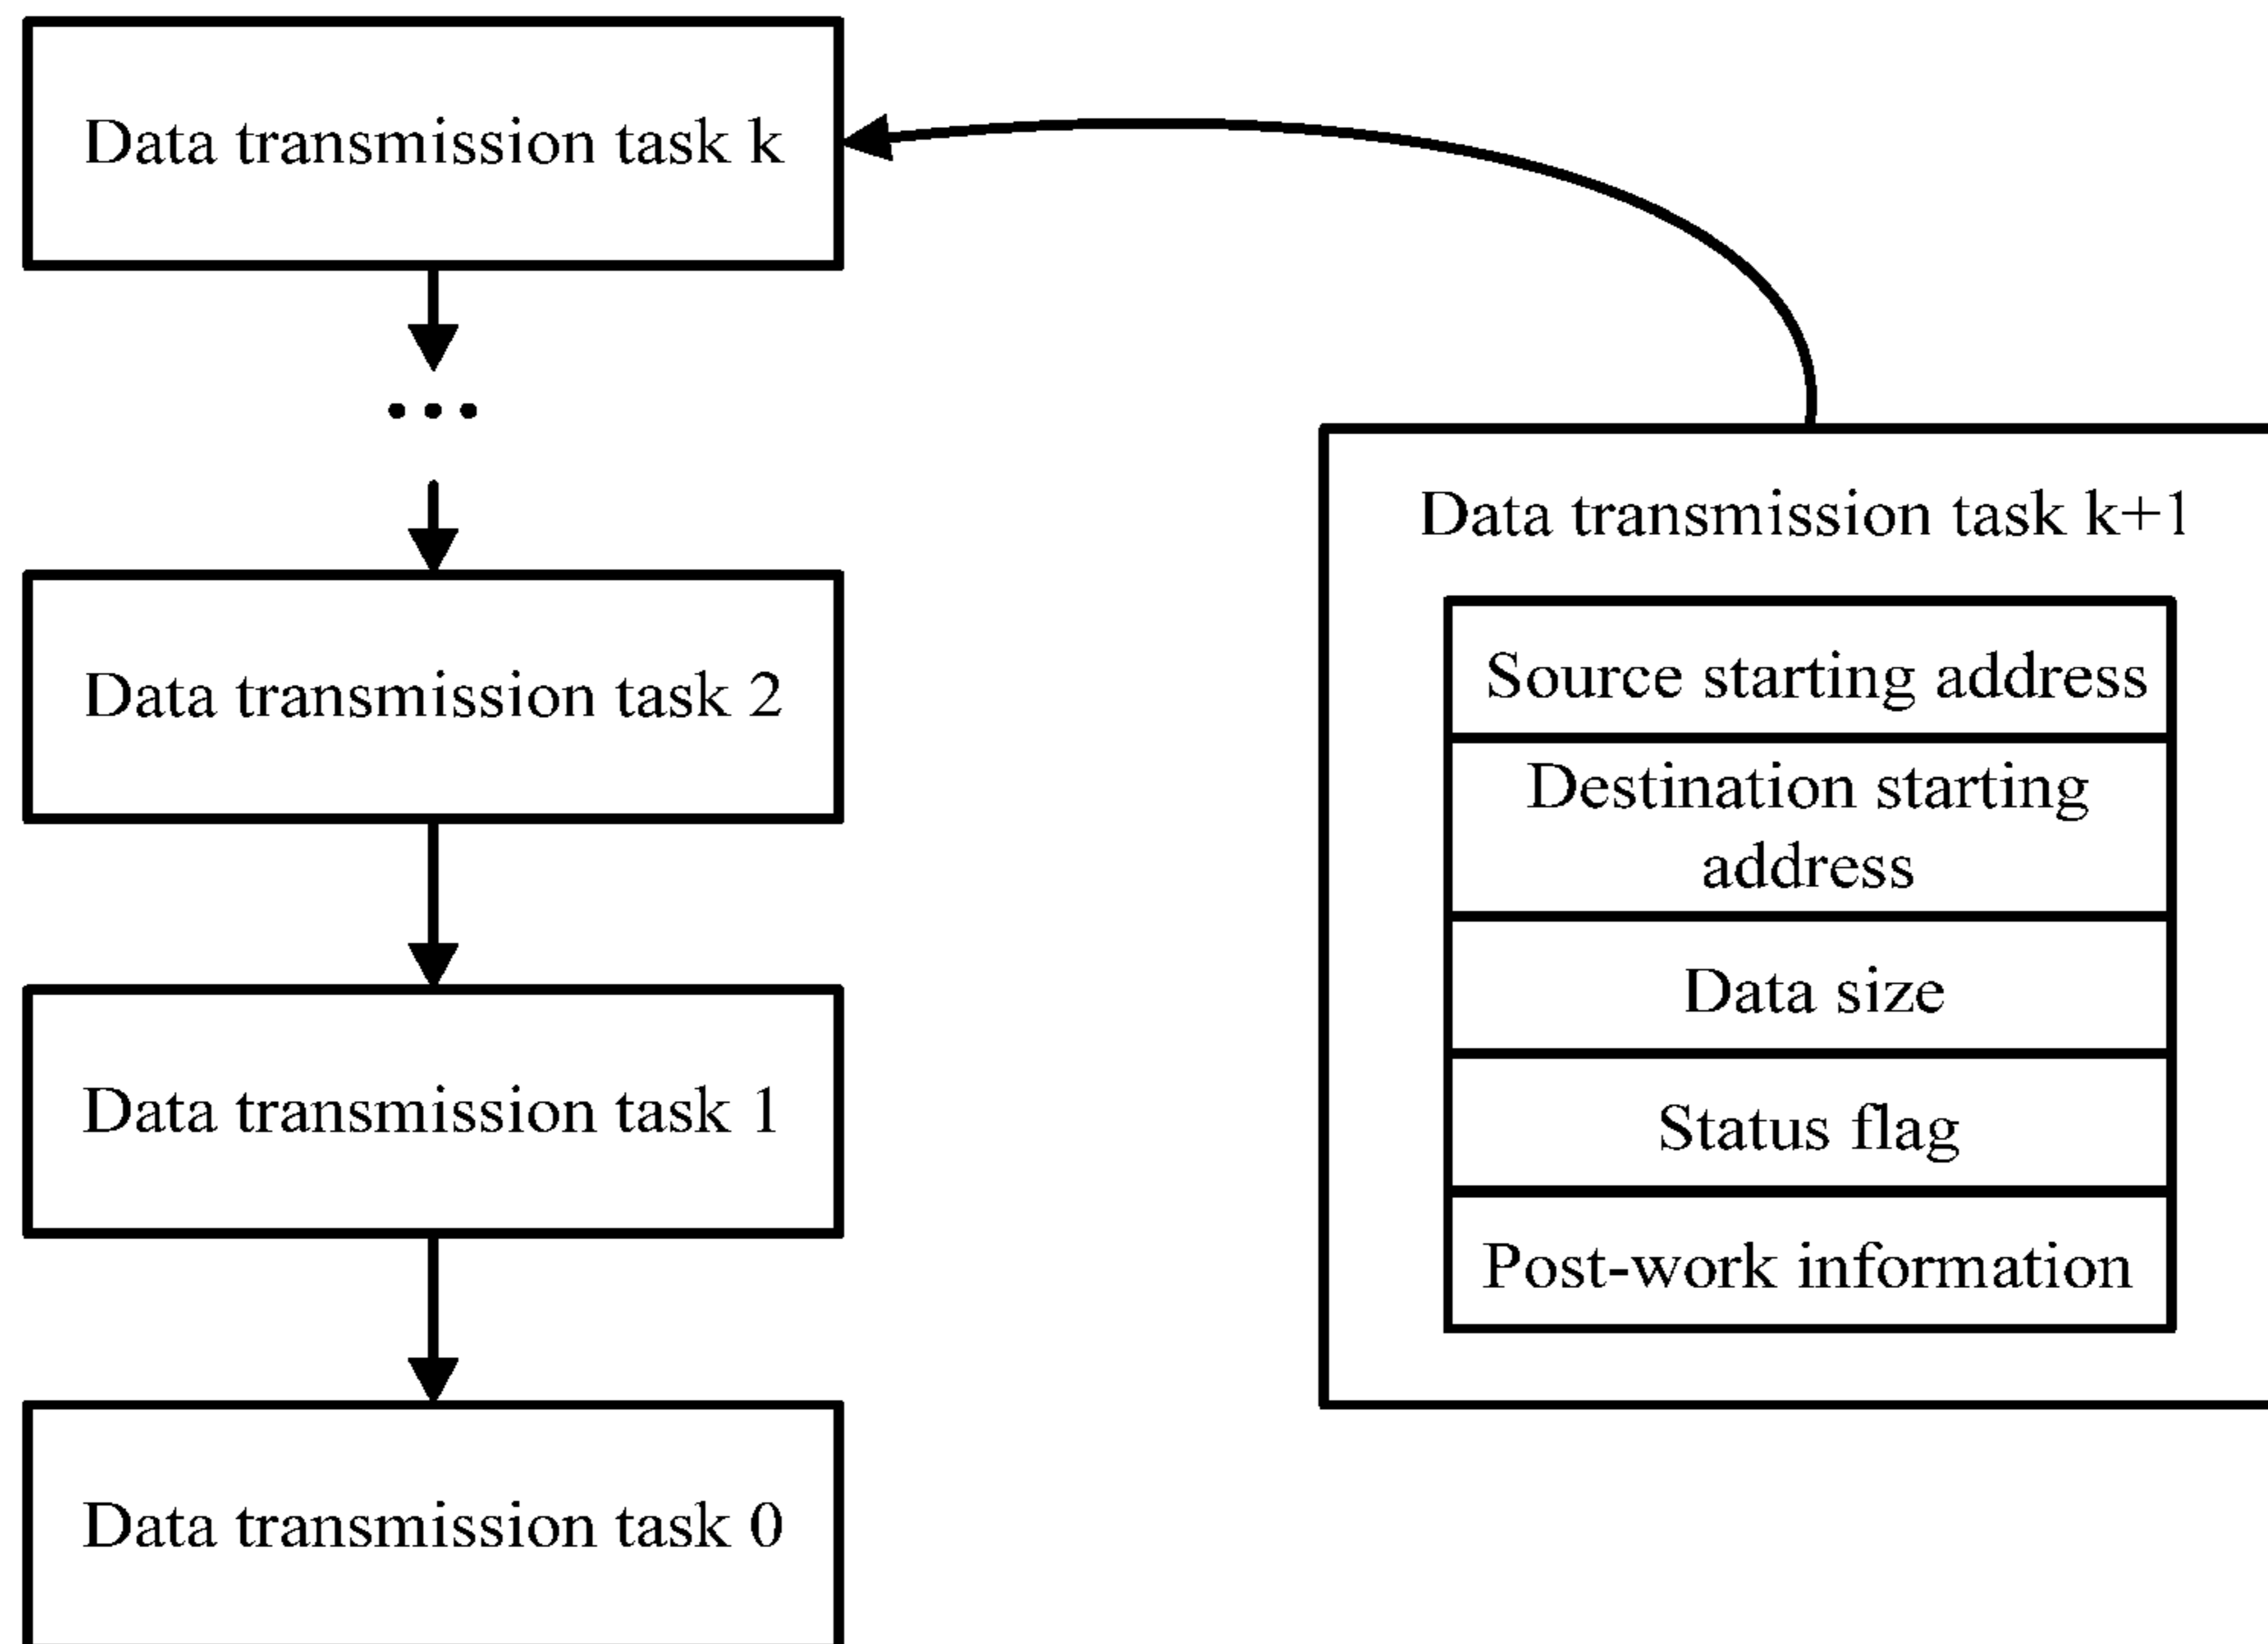 Data transmission task k
...
Data transmission task 2
Data transmission task 1
Data transmission task 0
Data transmission task k+1
Source starting address
Destination starting
address
Data size
Status flag
Post-work information